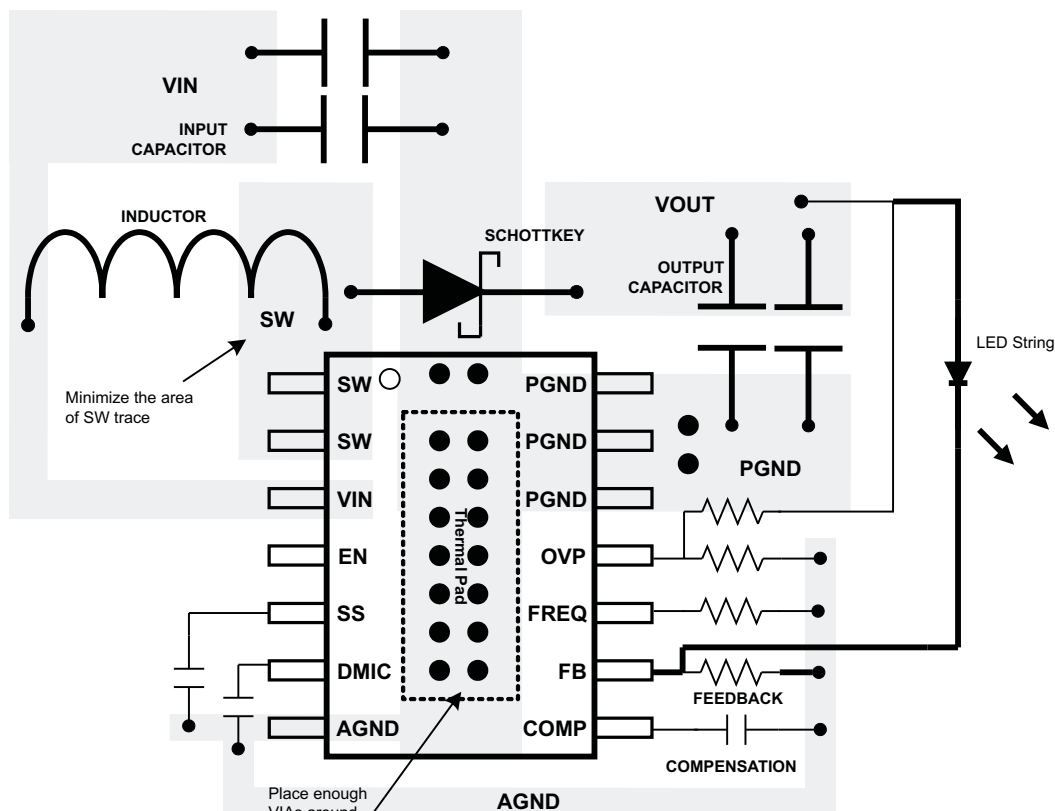 VIN
INPUT
CAPACITOR
INDUCTOR
SW
Minimize the area
of SW trace
SCHOTTKEY
VOUT
OUTPUT
CAPACITOR
LED String
PGND
SW
SW
VIN
EN
SS
DMIC
AGND
Thermal Pad
PGND
PGND
PGND
OVP
FREQ
FB
COMP
FEEDBACK
COMPENSATION
Place enough
VIAs around
AGND